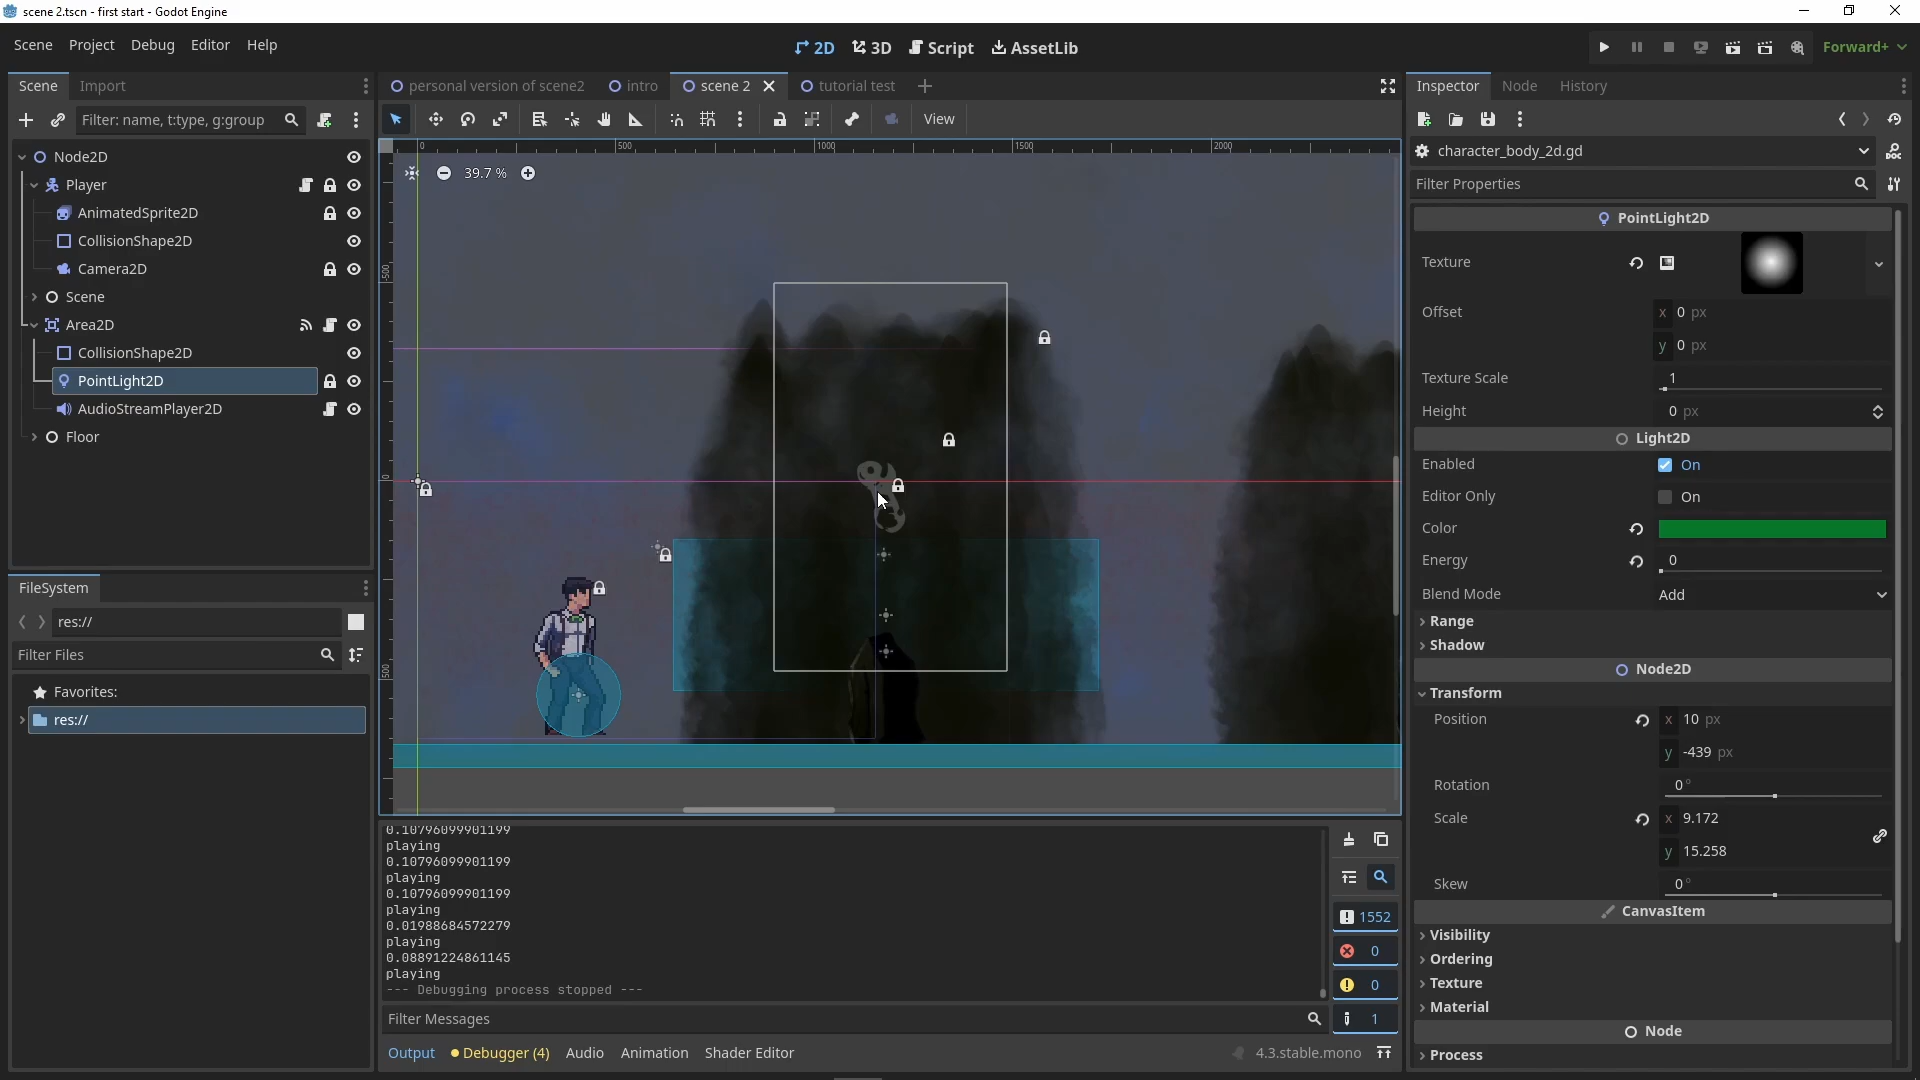 scene 2.tscn - first start - Godot Engine
Scene Project Debug Editor Help
2D 3D Script AssetLib
Forward+
Scene Import
personal version of scene2 intro scene 2 tutorial test
Inspector Node History
Filter: name, t:type, g:group
View
Node2D
Player
AnimatedSprite2D
CollisionShape2D
Camera2D
Scene
Area2D
CollisionShape2D
PointLight2D
AudioStreamPlayer2D
Floor
0 500 1000 1500 2000
39.7 %
-500
0
500
character_body_2d.gd
Filter Properties
PointLight2D
Texture
Offset x 0 px
y 0 px
Texture Scale 1
Height 0 px
Light2D
Enabled On
Editor Only On
Color
Energy 0
Blend Mode Add
Range
Shadow
Node2D
Transform
Position x 10 px
y -439 px
Rotation 0 °
Scale x 9.172
y 15.258
Skew 0 °
CanvasItem
Visibility
Ordering
Texture
Material
Node
Process
FileSystem
res://
Filter Files
Favorites:
res://
0.10796099901199
playing
0.10796099901199
playing
0.10796099901199
playing
0.01988684572279
playing
0.08891224861145
playing
--- Debugging process stopped ---
1552
0
0
1
Filter Messages
Output Debugger (4) Audio Animation Shader Editor
4.3.stable.mono